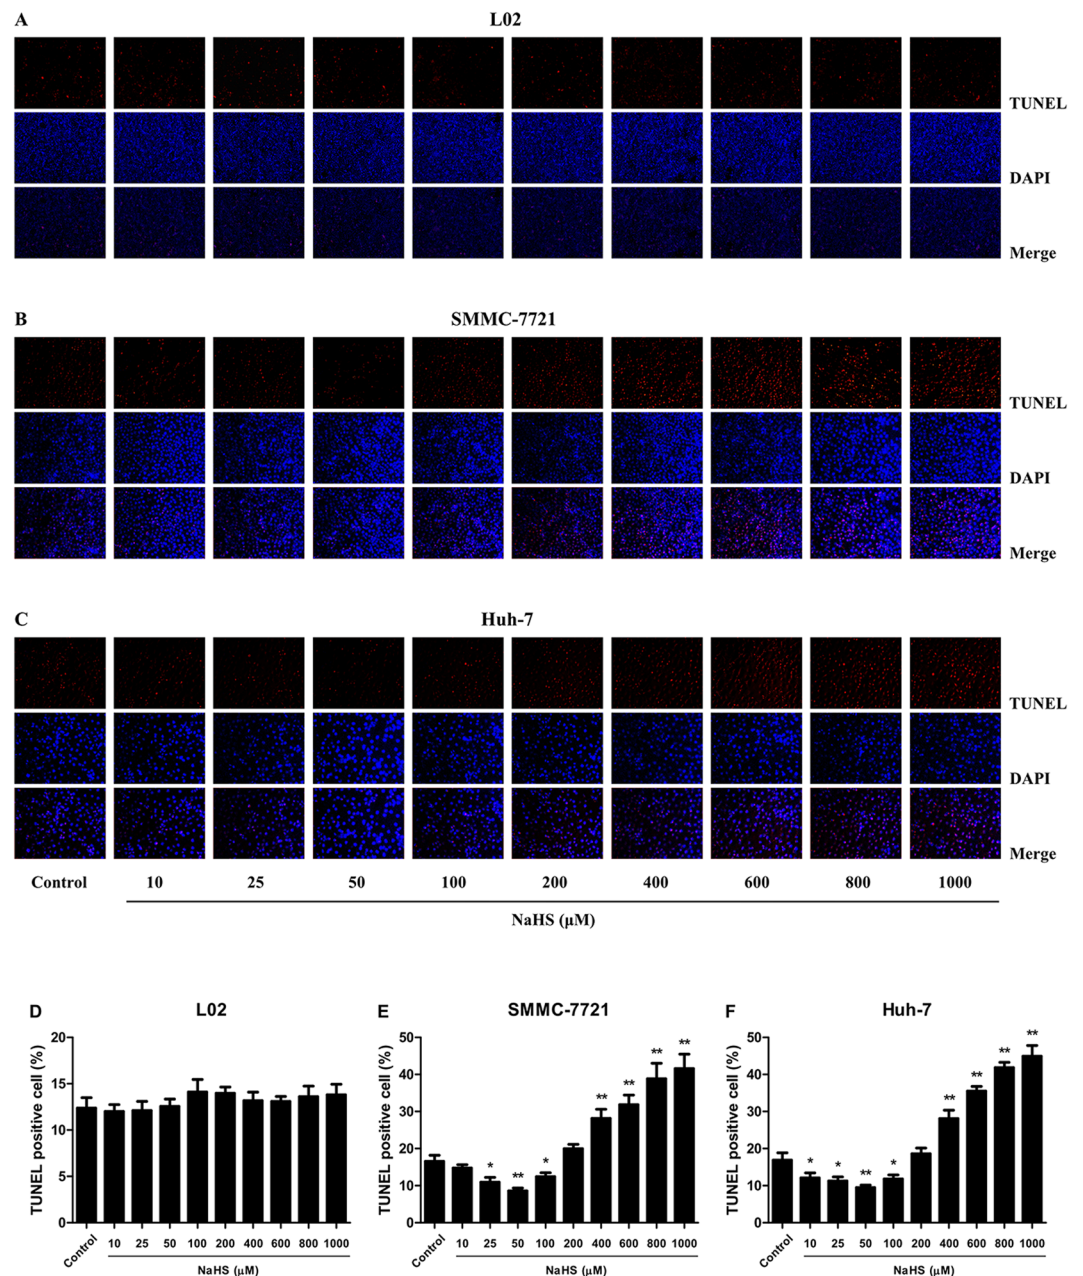 A
L02
TUNEL
DAPI
Merge
B
SMMC-7721
TUNEL
DAPI
Merge
C
Huh-7
TUNEL
DAPI
Merge
Control 10 25 50 100 200 400 600 800 1000
NaHS (μM)
D
L02
TUNEL positive cell (%)
20
15
10
5
0
Control 10 25 50 100 200 400 600 800 1000
NaHS (μM)
E
SMMC-7721
TUNEL positive cell (%)
50
40
30
20
10
0
* ** * ** ** ** **
Control 10 25 50 100 200 400 600 800 1000
NaHS (μM)
F
Huh-7
TUNEL positive cell (%)
50
40
30
20
10
0
* * ** * ** ** ** **
Control 10 25 50 100 200 400 600 800 1000
NaHS (μM)